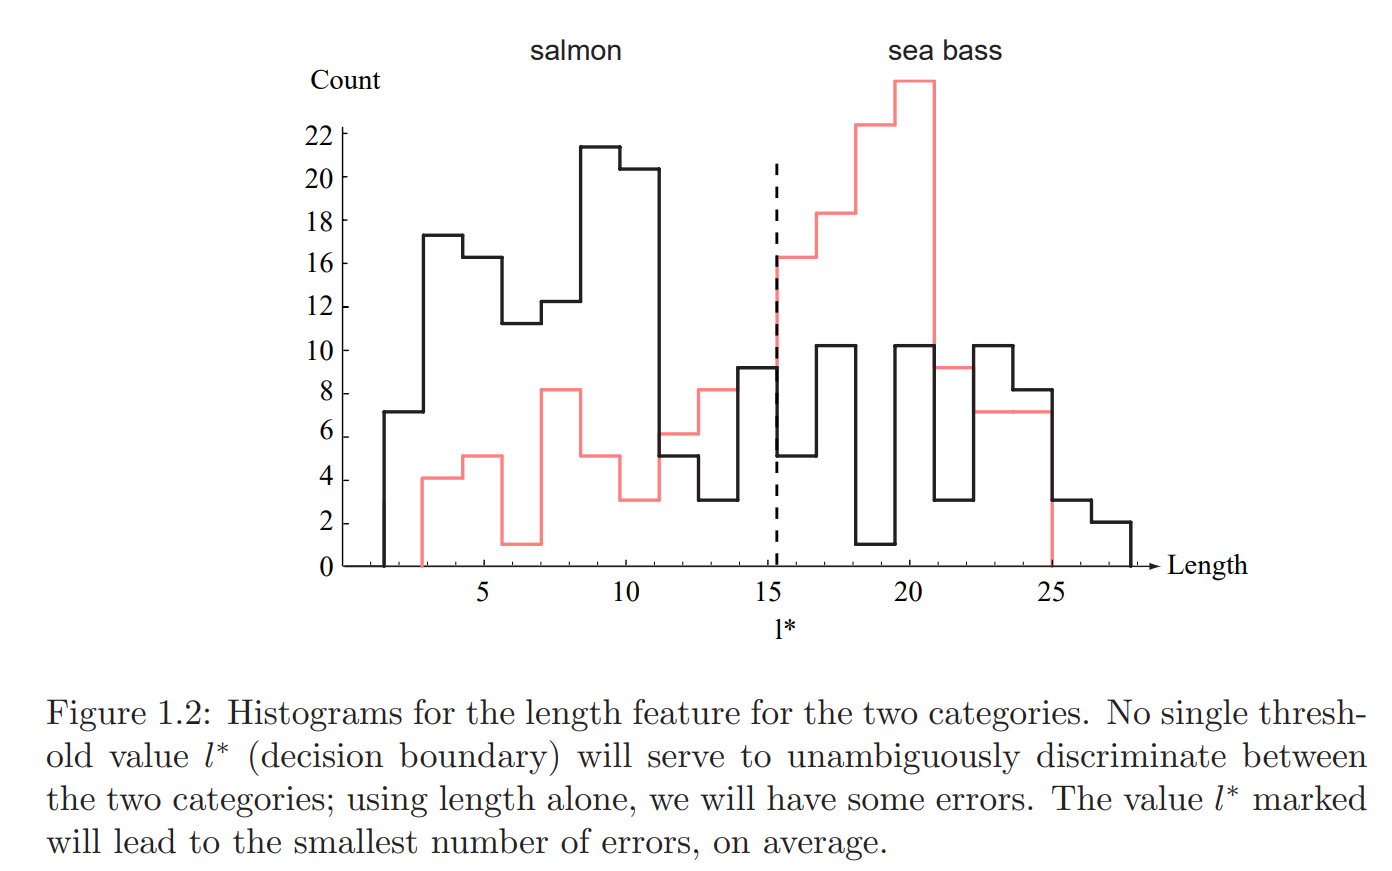 salmon
sea bass
Count
22
20
18
16
12
10
8
6
4
2
0
5
10
15
20
25
Length
l*
Figure 1.2: Histograms for the length feature for the two categories. No single thresh-
old value l* (decision boundary) will serve to unambiguously discriminate between
the two categories; using length alone, we will have some errors. The value l* marked
will lead to the smallest number of errors, on average.